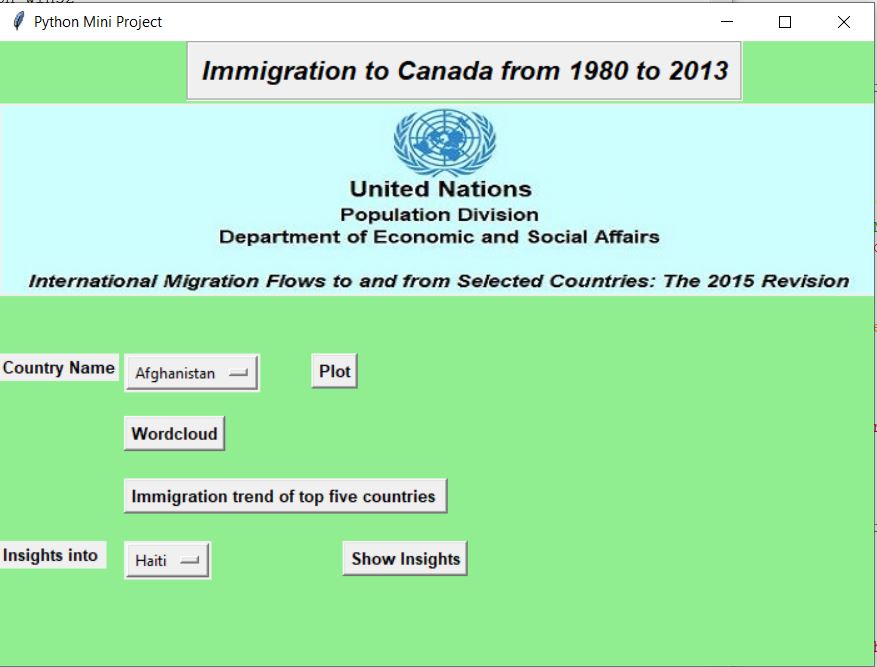 Python Mini Project
Immigration to Canada from 1980 to 2013
United Nations
Population Division
Department of Economic and Social Affairs
International Migration Flows to and from Selected Countries: The 2015 Revision
Country Name Afghanistan Plot
Wordcloud
Immigration trend of top five countries
Insights into Haiti Show Insights